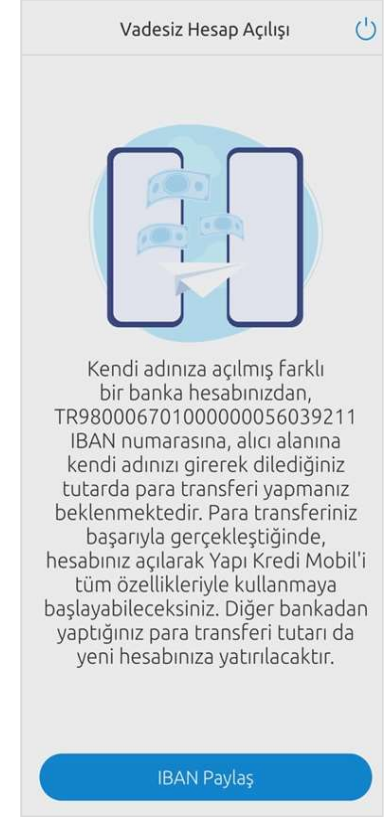 Vadesiz Hesap Açılışı
Kendi adınıza açılmış farklı
bir banka hesabınızdan,
TR980006701000000056039211
IBAN numarasına, alıcı alanına
kendi adınızı girerek dilediğiniz
tutarda para transferi yapmanız
beklenmektedir. Para transferiniz
başarıyla gerçekleştiğinde,
hesabınız açılarak Yapı Kredi Mobil'i
tüm özellikleriyle kullanmaya
başlayabileceksiniz. Diğer bankadan
yaptığınız para transferi tutarı da
yeni hesabınıza yatırılacaktır.
IBAN Paylaş